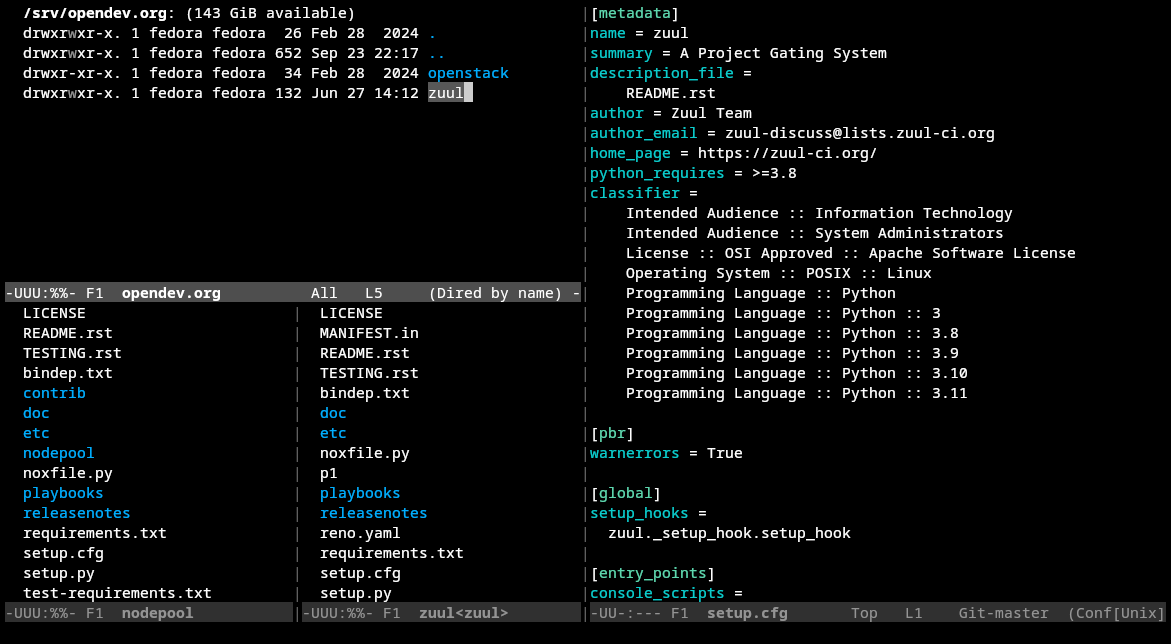 /srv/opendev.org: (143 GiB available)
drwxrwxr-x. 1 fedora fedora  26 Feb 28  2024 .
drwxrwxr-x. 1 fedora fedora 652 Sep 23 22:17 ..
drwxr-xr-x. 1 fedora fedora  34 Feb 28  2024 openstack
drwxrwxr-x. 1 fedora fedora 132 Jun 27 14:12 zuul
-UUU:%%- F1  opendev.org          All   L5     (Dired by name) -
LICENSE
README.rst
TESTING.rst
bindep.txt
contrib
doc
etc
nodepool
noxfile.py
playbooks
releasenotes
requirements.txt
setup.cfg
setup.py
test-requirements.txt
-UUU:%%- F1  nodepool
LICENSE
MANIFEST.in
README.rst
TESTING.rst
bindep.txt
doc
etc
noxfile.py
p1
playbooks
releasenotes
reno.yaml
requirements.txt
setup.cfg
setup.py
-UUU:%%- F1  zuul<zuul>
[metadata]
name = zuul
summary = A Project Gating System
description_file =
    README.rst
author = Zuul Team
author_email = zuul-discuss@lists.zuul-ci.org
home_page = https://zuul-ci.org/
python_requires = >=3.8
classifier =
    Intended Audience :: Information Technology
    Intended Audience :: System Administrators
    License :: OSI Approved :: Apache Software License
    Operating System :: POSIX :: Linux
    Programming Language :: Python
    Programming Language :: Python :: 3
    Programming Language :: Python :: 3.8
    Programming Language :: Python :: 3.9
    Programming Language :: Python :: 3.10
    Programming Language :: Python :: 3.11
[pbr]
warnerrors = True
[global]
setup_hooks =
  zuul._setup_hook.setup_hook
[entry_points]
console_scripts =
-UU-:--- F1  setup.cfg       Top   L1    Git-master  (Conf[Unix]